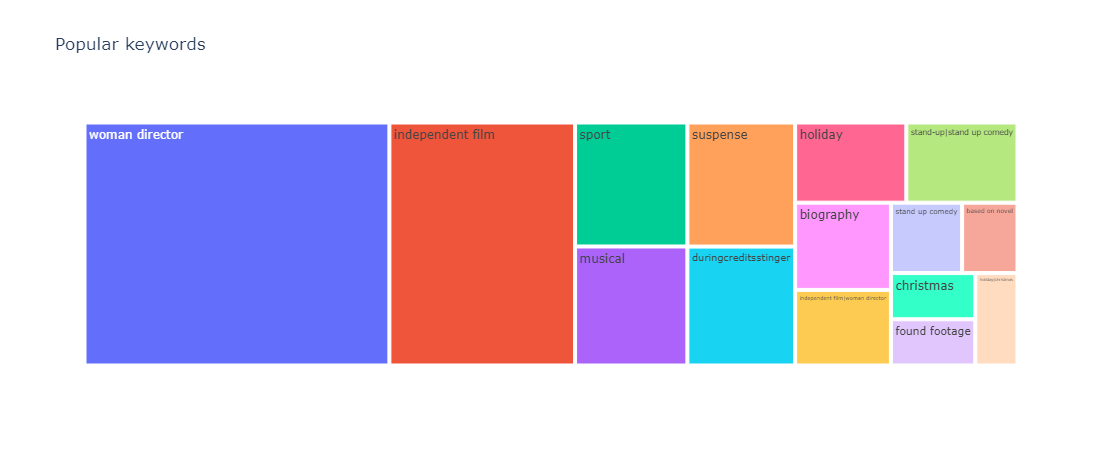 Popular keywords
woman director
independent film
sport
suspense
holiday
stand-up|stand up comedy
biography
stand up comedy
based on novel
musical
duringcreditsstinger
christmas
holiday|christmas
independent film|woman director
found footage